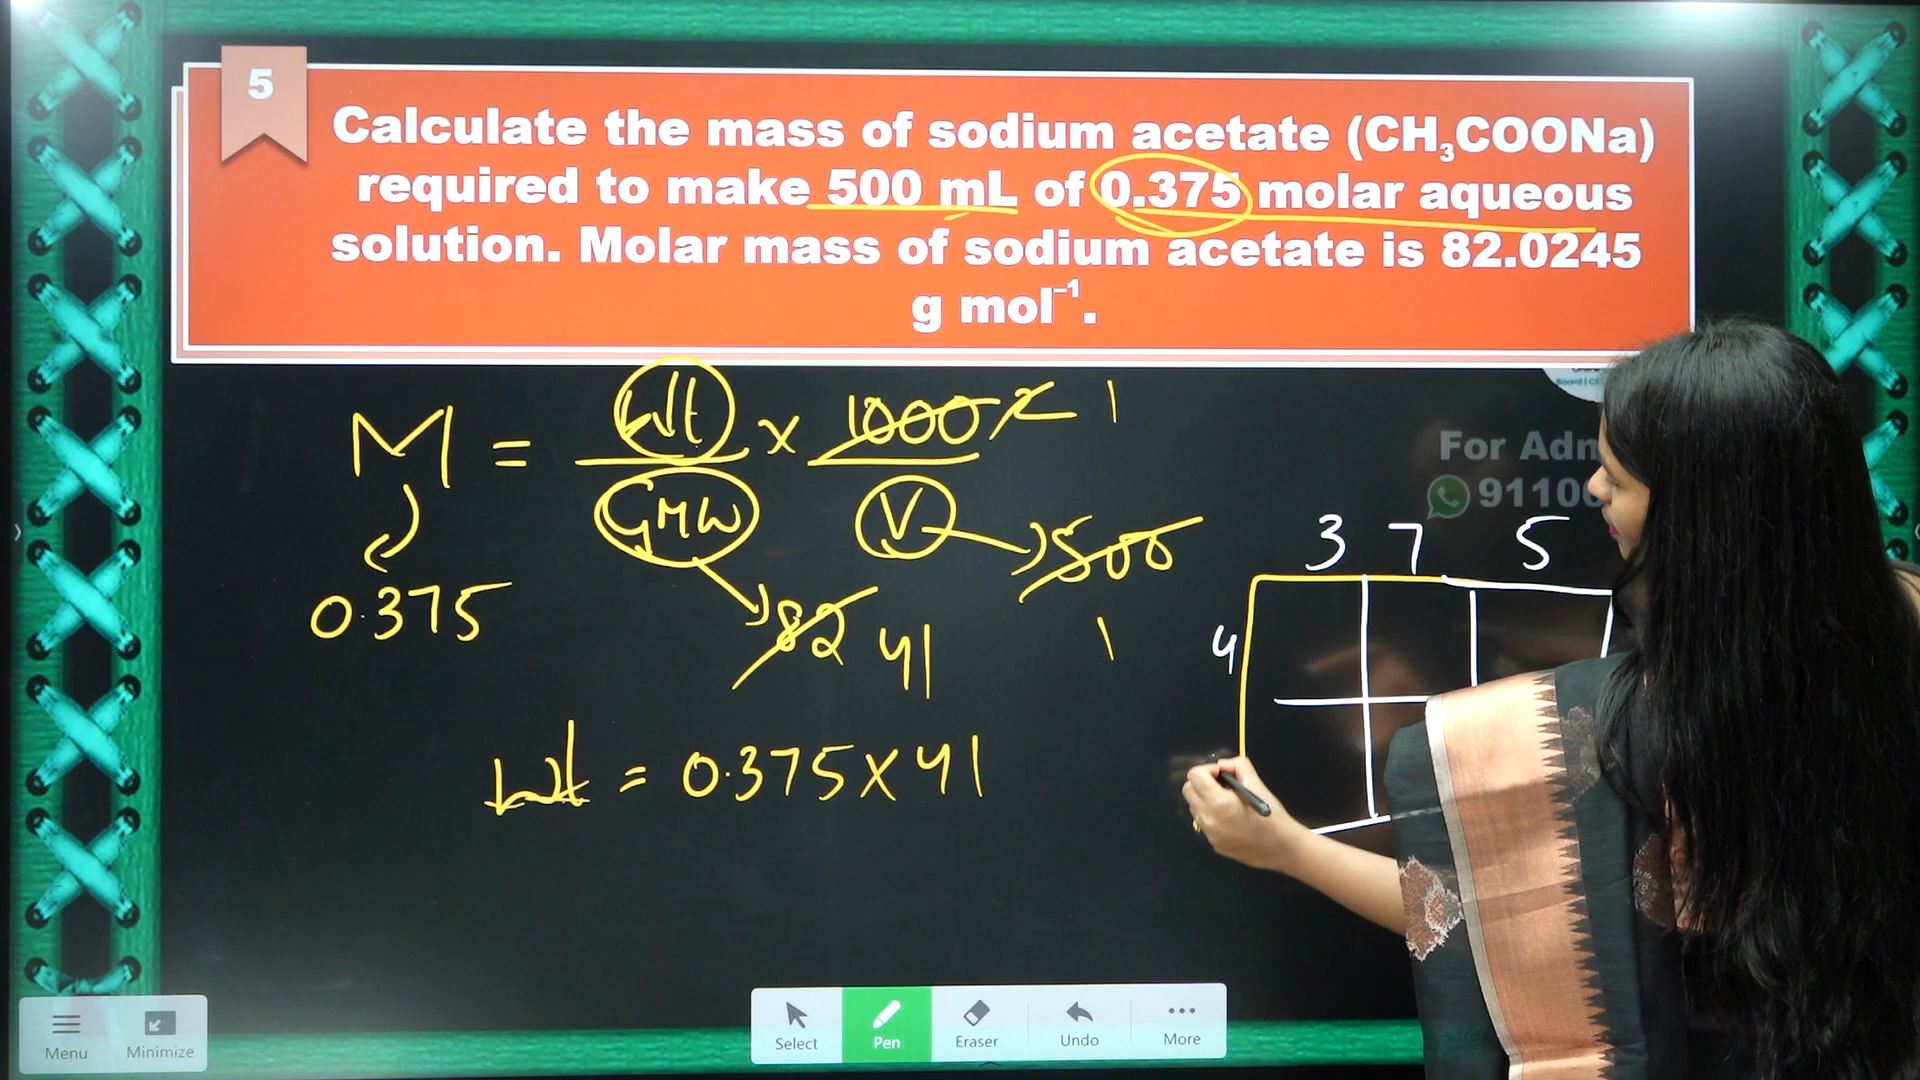 5
Calculate the mass of sodium acetate (CH₃COONa)
required to make 500 mL of 0.375 molar aqueous
solution. Molar mass of sodium acetate is 82.0245
g mol⁻¹.
M = Wt/GMW × 1000/V
2 1
0.375
82 41
500
1
Wt = 0.375 × 41
3 7 5
4
For Adm
9110
Menu
Minimize
Select
Pen
Eraser
Undo
More